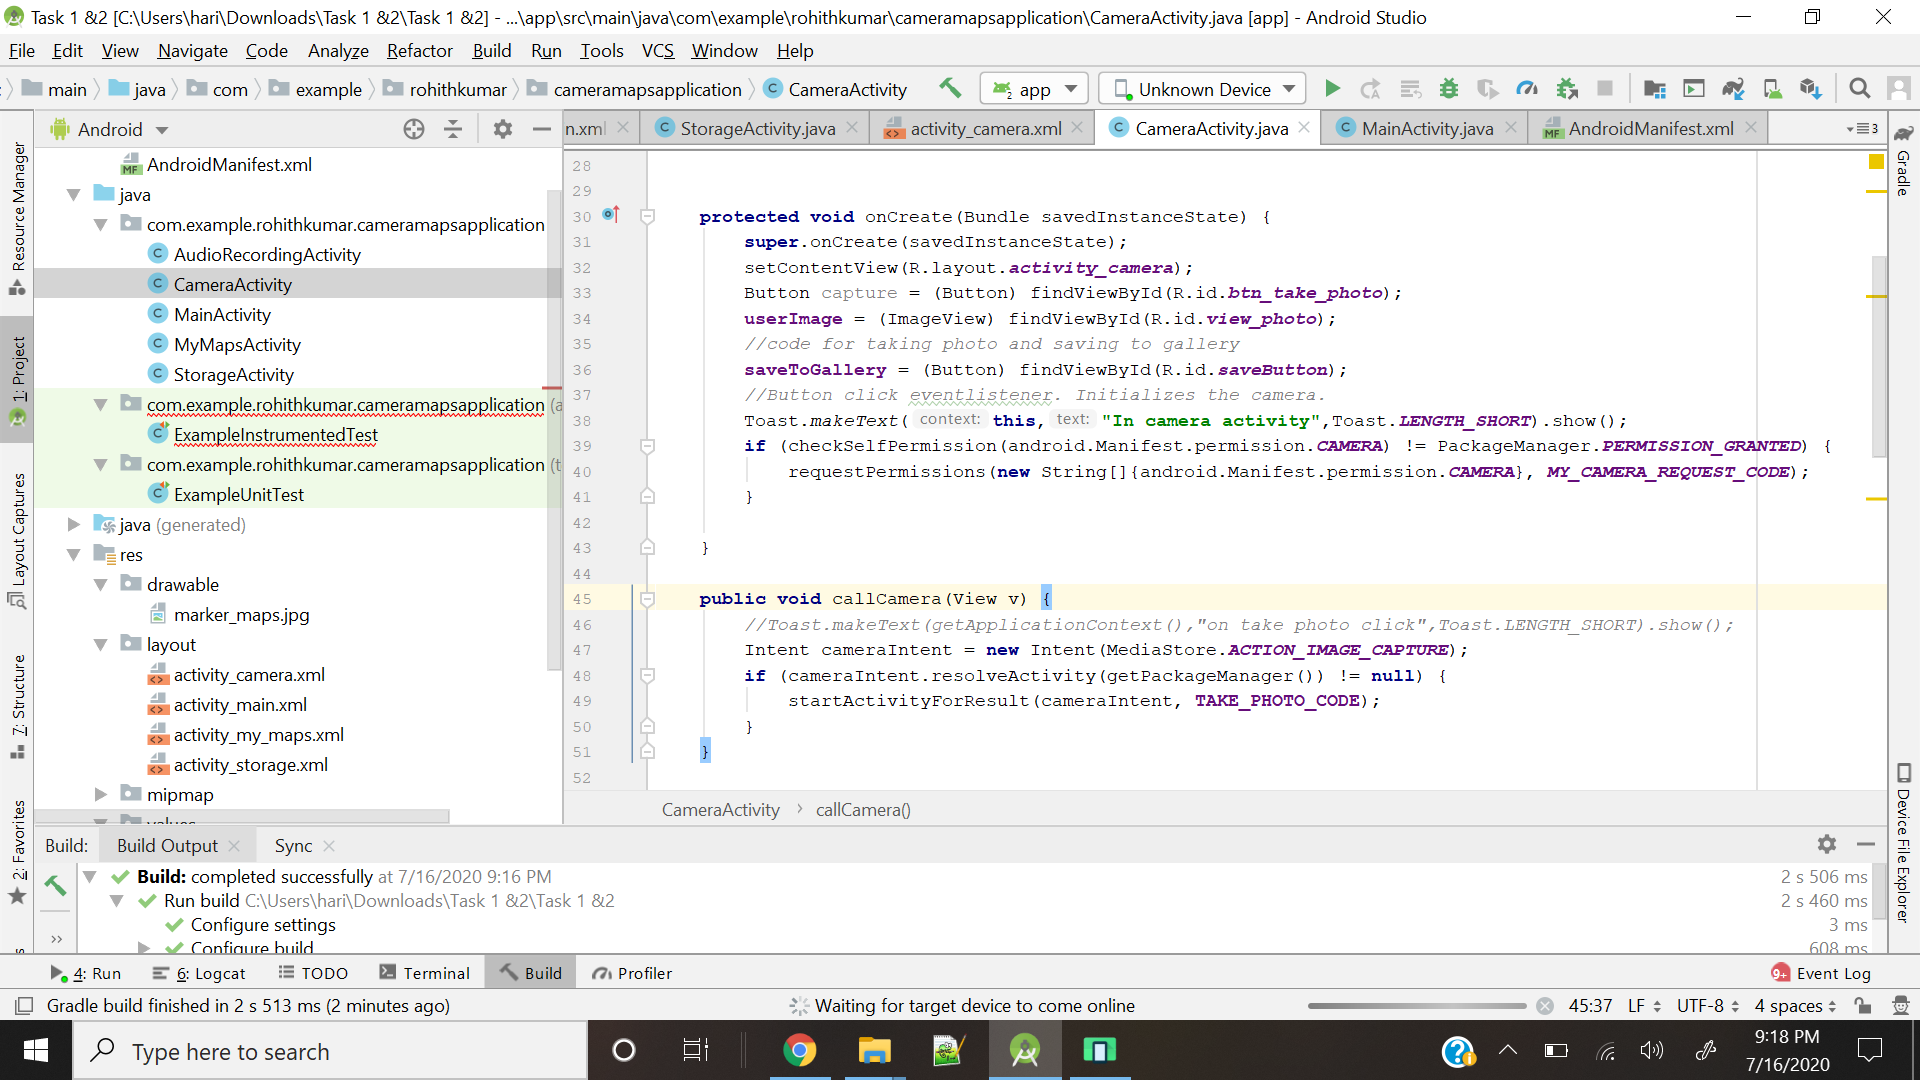 Task 1 &2 [C:\Users\hari\Downloads\Task 1 &2\Task 1 &2] - ...\app\src\main\java\com\example\rohithkumar\cameramapsapplication\CameraActivity.java [app] - Android Studio
File Edit View Navigate Code Analyze Refactor Build Run Tools VCS Window Help
main java com example rohithkumar cameramapsapplication CameraActivity app Unknown Device
Android
n.xml StorageActivity.java activity_camera.xml CameraActivity.java MainActivity.java AndroidManifest.xml 3
Resource Manager
1: Project
Layout Captures
7: Structure
2: Favorites
AndroidManifest.xml
java
com.example.rohithkumar.cameramapsapplication
AudioRecordingActivity
CameraActivity
MainActivity
MyMapsActivity
StorageActivity
com.example.rohithkumar.cameramapsapplication (a
ExampleInstrumentedTest
com.example.rohithkumar.cameramapsapplication (t
ExampleUnitTest
java (generated)
res
drawable
marker_maps.jpg
layout
activity_camera.xml
activity_main.xml
activity_my_maps.xml
activity_storage.xml
mipmap
values
28
29
30 protected void onCreate(Bundle savedInstanceState) {
31 super.onCreate(savedInstanceState);
32 setContentView(R.layout.activity_camera);
33 Button capture = (Button) findViewById(R.id.btn_take_photo);
34 userImage = (ImageView) findViewById(R.id.view_photo);
35 //code for taking photo and saving to gallery
36 saveToGallery = (Button) findViewById(R.id.saveButton);
37 //Button click eventlistener. Initializes the camera.
38 Toast.makeText( context: this, text: "In camera activity",Toast.LENGTH_SHORT).show();
39 if (checkSelfPermission(android.Manifest.permission.CAMERA) != PackageManager.PERMISSION_GRANTED) {
40 requestPermissions(new String[]{android.Manifest.permission.CAMERA}, MY_CAMERA_REQUEST_CODE);
41 }
42
43 }
44
45 public void callCamera(View v) {
46 //Toast.makeText(getApplicationContext(),"on take photo click",Toast.LENGTH_SHORT).show();
47 Intent cameraIntent = new Intent(MediaStore.ACTION_IMAGE_CAPTURE);
48 if (cameraIntent.resolveActivity(getPackageManager()) != null) {
49 startActivityForResult(cameraIntent, TAKE_PHOTO_CODE);
50 }
51 }
52
CameraActivity callCamera()
Gradle
Device File Explorer
Build: Build Output Sync
Build: completed successfully at 7/16/2020 9:16 PM 2 s 506 ms
Run build C:\Users\hari\Downloads\Task 1 &2\Task 1 &2 2 s 460 ms
Configure settings 3 ms
Configure build 608 ms
4: Run 6: Logcat TODO Terminal Build Profiler 9+ Event Log
Gradle build finished in 2 s 513 ms (2 minutes ago) Waiting for target device to come online 45:37 LF UTF-8 4 spaces
Type here to search
9:18 PM
7/16/2020